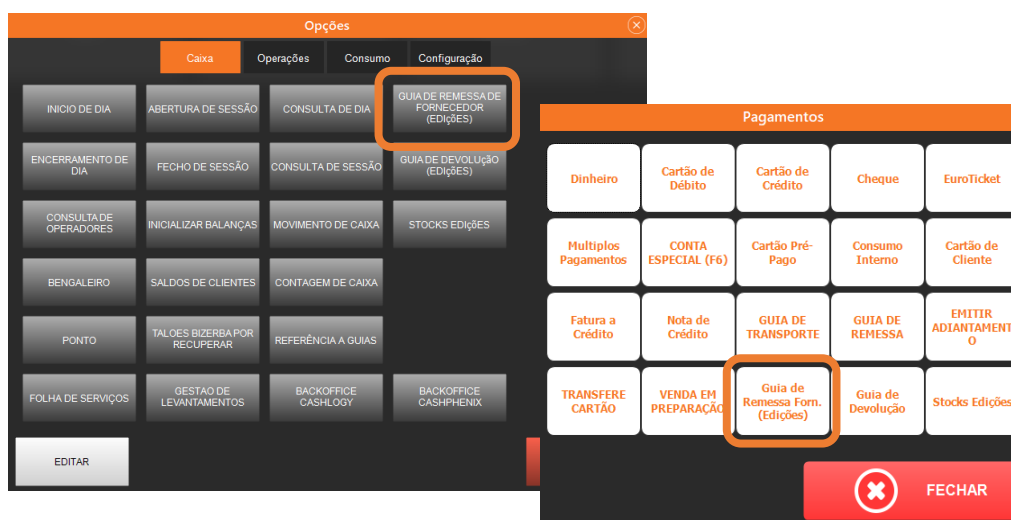 Opções
Caixa
Operações
Consumo
Configuração
INICIO DE DIA
ABERTURA DE SESSÃO
CONSULTA DE DIA
GUIA DE REMESSA DE
FORNECEDOR
(EDIçõES)
ENCERRAMENTO DE
DIA
FECHO DE SESSÃO
CONSULTA DE SESSÃO
GUIA DE DEVOLUçãO
(EDIçõES)
CONSULTA DE
OPERADORES
INICIALIZAR BALANÇAS
MOVIMENTO DE CAIXA
STOCKS EDIçõES
BENGALEIRO
SALDOS DE CLIENTES
CONTAGEM DE CAIXA
PONTO
TALOES BIZERBA POR
RECUPERAR
REFERÊNCIA A GUIAS
FOLHA DE SERVIÇOS
GESTAO DE
LEVANTAMENTOS
BACKOFFICE
CASHLOGY
BACKOFFICE
CASHPHENIX
EDITAR
Pagamentos
Dinheiro
Cartão de
Débito
Cartão de
Crédito
Cheque
EuroTicket
Multiplos
Pagamentos
CONTA
ESPECIAL (F6)
Cartão Pré-
Pago
Consumo
Interno
Cartão de
Cliente
Fatura a
Crédito
Nota de
Crédito
GUIA DE
TRANSPORTE
GUIA DE
REMESSA
EMITIR
ADIANTAMENT
O
TRANSFERE
CARTÃO
VENDA EM
PREPARAÇÃO
Guia de
Remessa Forn.
(Edições)
Guia de
Devolução
Stocks Edições
FECHAR